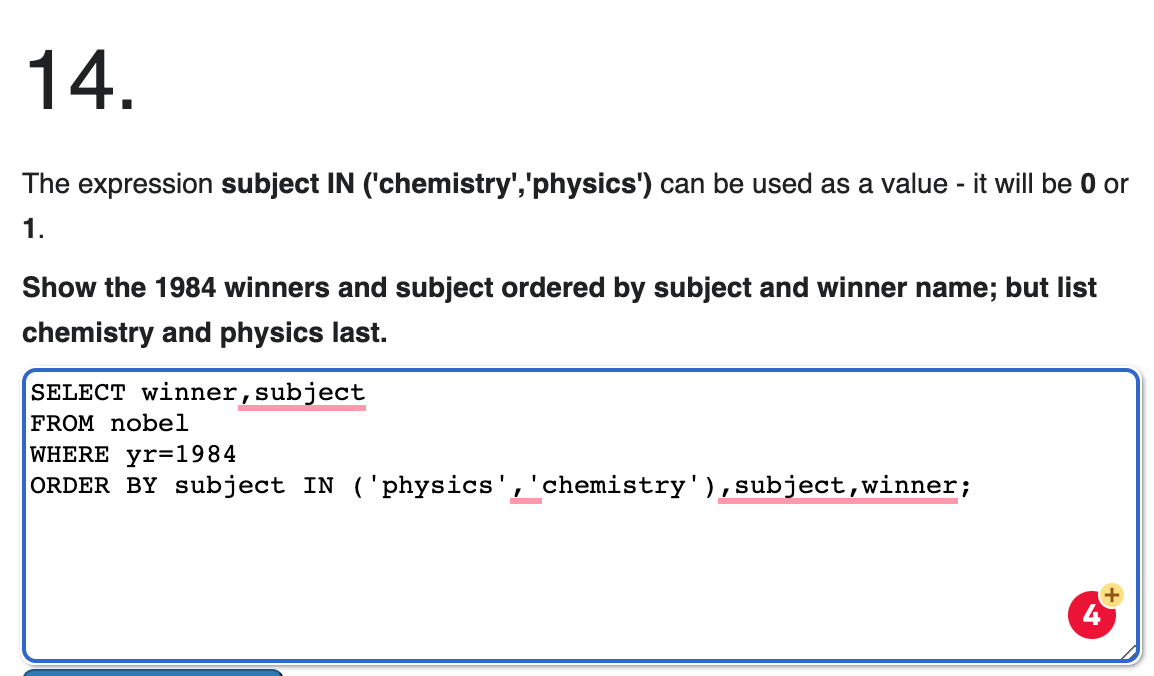 14.
The expression subject IN ('chemistry','physics') can be used as a value - it will be 0 or
1.
Show the 1984 winners and subject ordered by subject and winner name; but list
chemistry and physics last.
SELECT winner,subject
FROM nobel
WHERE yr=1984
ORDER BY subject IN ('physics','chemistry'),subject,winner;
4
+